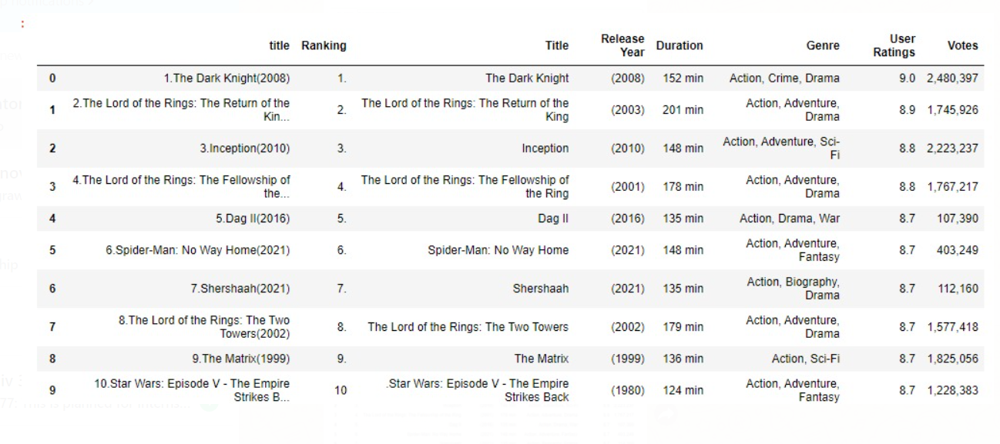 :
title Ranking Title Release Year Duration Genre User Ratings Votes
0 1.The Dark Knight(2008) 1. The Dark Knight (2008) 152 min Action, Crime, Drama 9.0 2,480,397
1 2.The Lord of the Rings: The Return of the Kin... 2. The Lord of the Rings: The Return of the King (2003) 201 min Action, Adventure, Drama 8.9 1,745,926
2 3.Inception(2010) 3. Inception (2010) 148 min Action, Adventure, Sci-Fi 8.8 2,223,237
3 4.The Lord of the Rings: The Fellowship of the... 4. The Lord of the Rings: The Fellowship of the Ring (2001) 178 min Action, Adventure, Drama 8.8 1,767,217
4 5.Dag II(2016) 5. Dag II (2016) 135 min Action, Drama, War 8.7 107,390
5 6.Spider-Man: No Way Home(2021) 6. Spider-Man: No Way Home (2021) 148 min Action, Adventure, Fantasy 8.7 403,249
6 7.Shershaah(2021) 7. Shershaah (2021) 135 min Action, Biography, Drama 8.7 112,160
7 8.The Lord of the Rings: The Two Towers(2002) 8. The Lord of the Rings: The Two Towers (2002) 179 min Action, Adventure, Drama 8.7 1,577,418
8 9.The Matrix(1999) 9. The Matrix (1999) 136 min Action, Sci-Fi 8.7 1,825,056
9 10.Star Wars: Episode V - The Empire Strikes B... 10 .Star Wars: Episode V - The Empire Strikes Back (1980) 124 min Action, Adventure, Fantasy 8.7 1,228,383